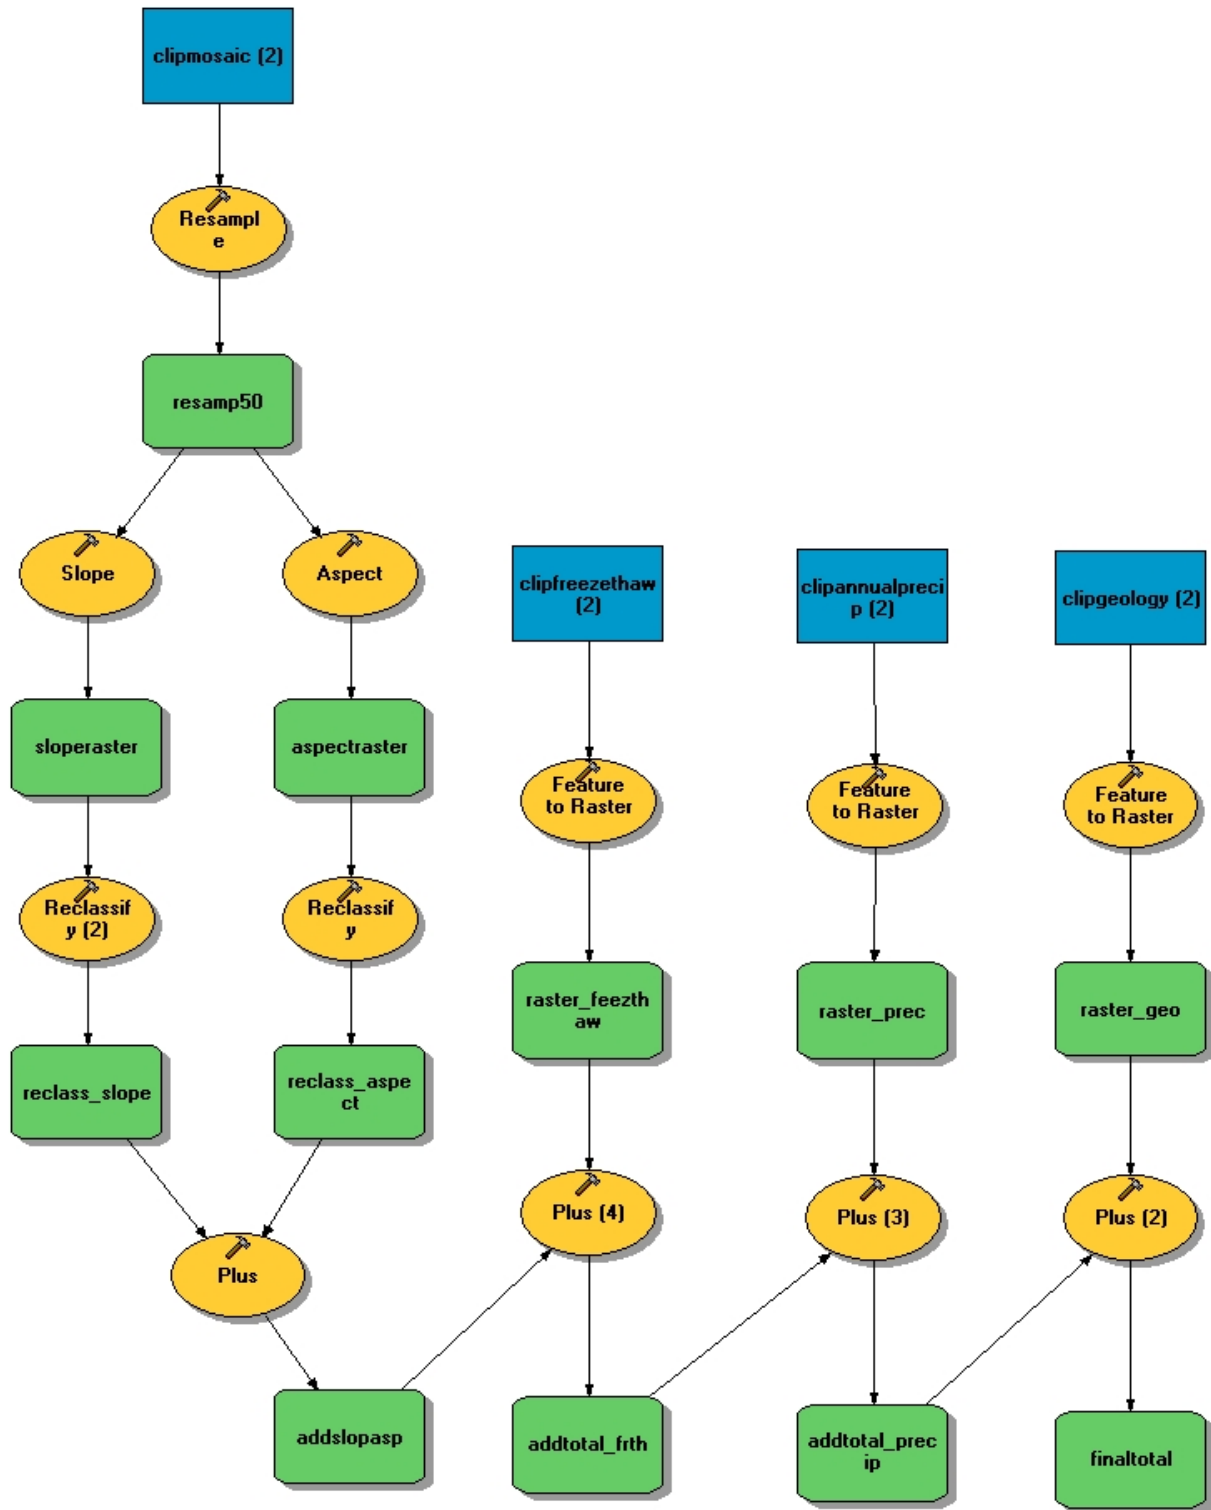 clipmosaic (2)
Resampl
e
resamp50
Slope
Aspect
clipfreezethaw
(2)
clipannualpreci
p (2)
clipgeology (2)
sloperaster
aspectraster
Feature
to Raster
Feature
to Raster
Feature
to Raster
Reclassif
y (2)
Reclassif
y
raster_feezth
aw
raster_prec
raster_geo
reclass_slope
reclass_aspe
ct
Plus (4)
Plus (3)
Plus (2)
Plus
addslopasp
addtotal_frth
addtotal_prec
ip
finaltotal